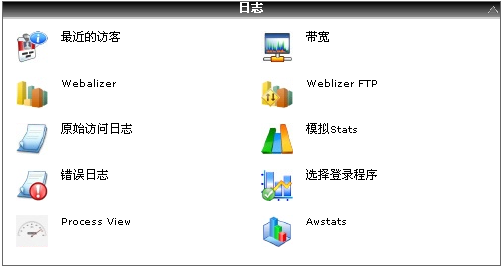 日志
最近的访客
带宽
Webalizer
Weblizer FTP
原始访问日志
模拟Stats
错误日志
选择登录程序
Process View
Awstats